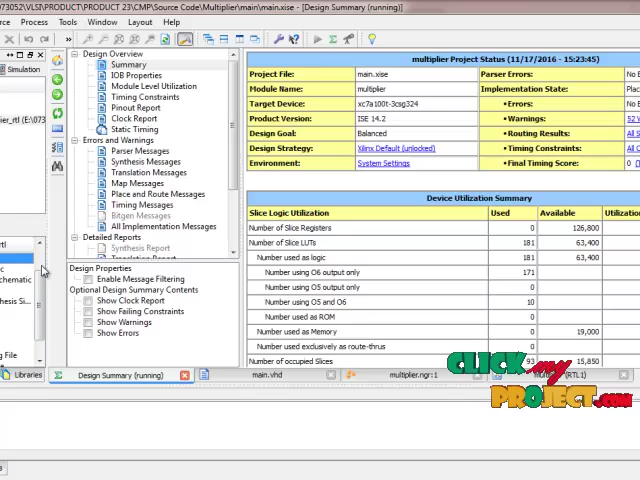 073052\VLSI\PRODUCT\PRODUCT 23\CMP\Source Code\Multiplier\main\main.xise] - [Design Summary (running)]
Process Tools Window Layout Help
Simulation
Design Overview
Summary
IOB Properties
Module Level Utilization
Timing Constraints
Pinout Report
Clock Report
Static Timing
Errors and Warnings
Parser Messages
Synthesis Messages
Translation Messages
Map Messages
Place and Route Messages
Timing Messages
Bitgen Messages
All Implementation Messages
Detailed Reports
Synthesis Report
Design Properties
Enable Message Filtering
Optional Design Summary Contents
Show Clock Report
Show Failing Constraints
Show Warnings
Show Errors
multiplier Project Status (11/17/2016 - 15:23:45)
Project File: main.xise Parser Errors:
Module Name: multiplier Implementation State:
Target Device: xc7a100t-3csg324 •Errors:
Product Version: ISE 14.2 •Warnings:
Design Goal: Balanced •Routing Results:
Design Strategy: Xilinx Default (unlocked) •Timing Constraints:
Environment: System Settings •Final Timing Score: 0
Device Utilization Summary
Slice Logic Utilization Used Available
Number of Slice Registers 0 126,800
Number of Slice LUTs 181 63,400
Number used as logic 181 63,400
Number using O6 output only 171
Number using O5 output only 0
Number using O5 and O6 10
Number used as ROM 0
Number used as Memory 0 19,000
Number used exclusively as route-thrus 0
Number of occupied Slices 93 15,850
Libraries
Design Summary (running)
main.vhd
multiplier.ngr:1
(RTL1)
CLICK my
PROJECT.COM